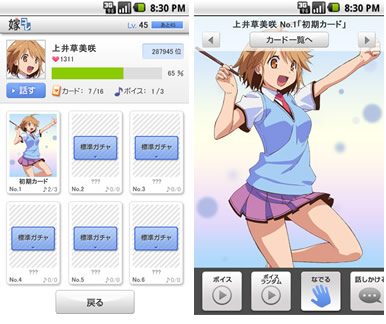 3G 8:30 PM
嫁コレ
Lv. 45
上井草美咲
287945 位
♥1311
65 %
話す
カード: 7/16
ボイス: 1/3
初期カード
No.1 ♪2/3
標準ガチャ
???
No.2 ♪0/0
標準ガチャ
???
No.3 ♪0/0
標準ガチャ
???
No.4 ♪0/0
標準ガチャ
???
No.5 ♪0/0
標準ガチャ
???
No.6 ♪0/0
戻る
3G 8:30 PM
上井草美咲 No.1「初期カード」
カード一覧へ
ボイス
ボイス
ランダム
なでる
話しかける